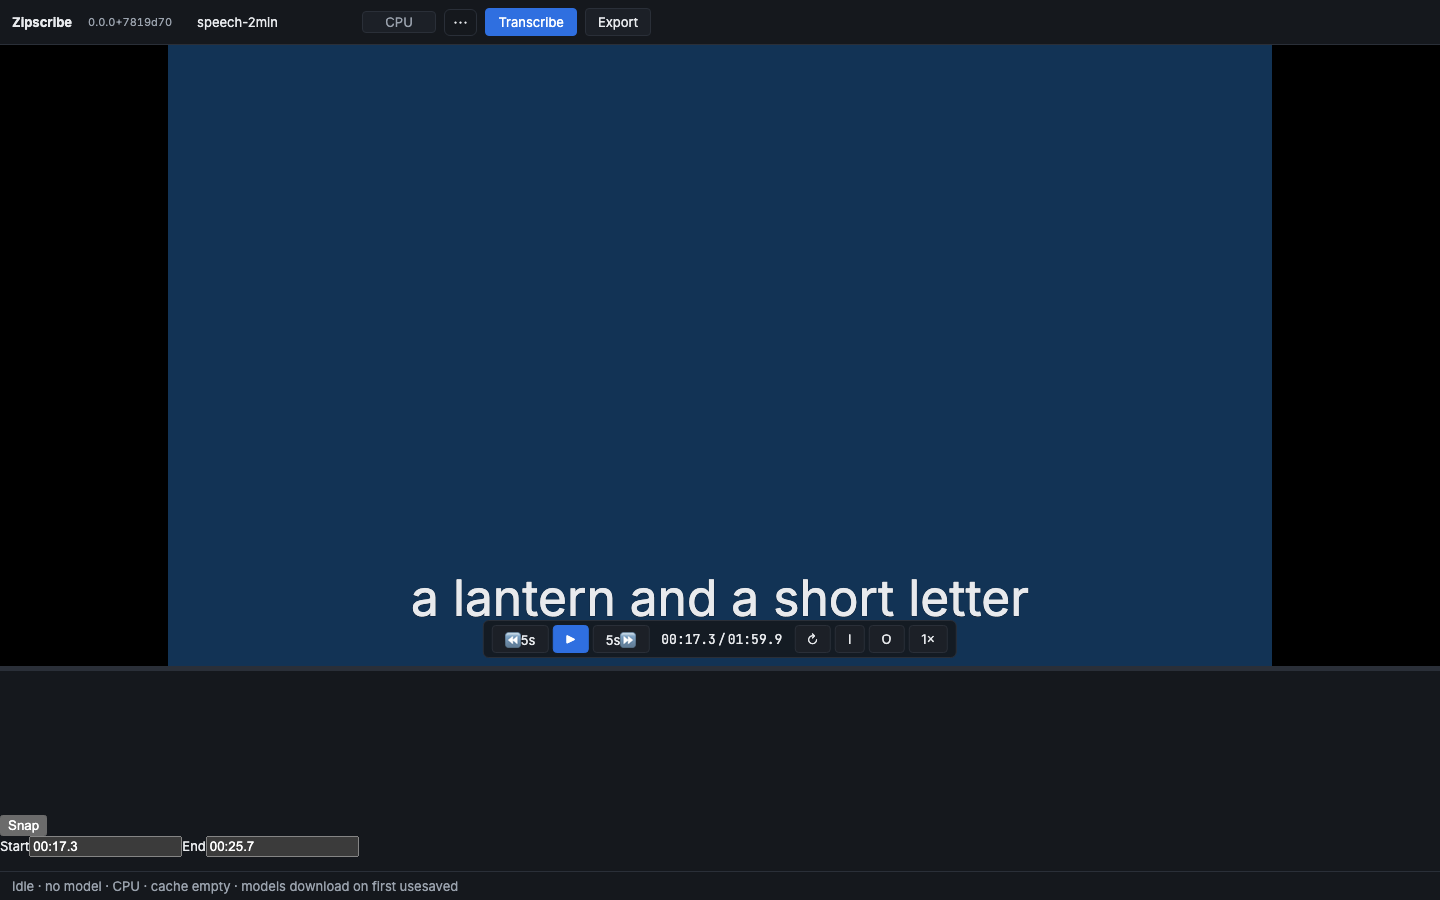 Zipscribe 0.0.0+7819d70 speech-2min CPU ··· Transcribe Export
a lantern and a short letter
⏪5s ▶ 5s⏩ 00:17.3/01:59.9 ↻ I O 1×
Snap
Start 00:17.3 End 00:25.7
Idle · no model · CPU · cache empty · models download on first usesaved